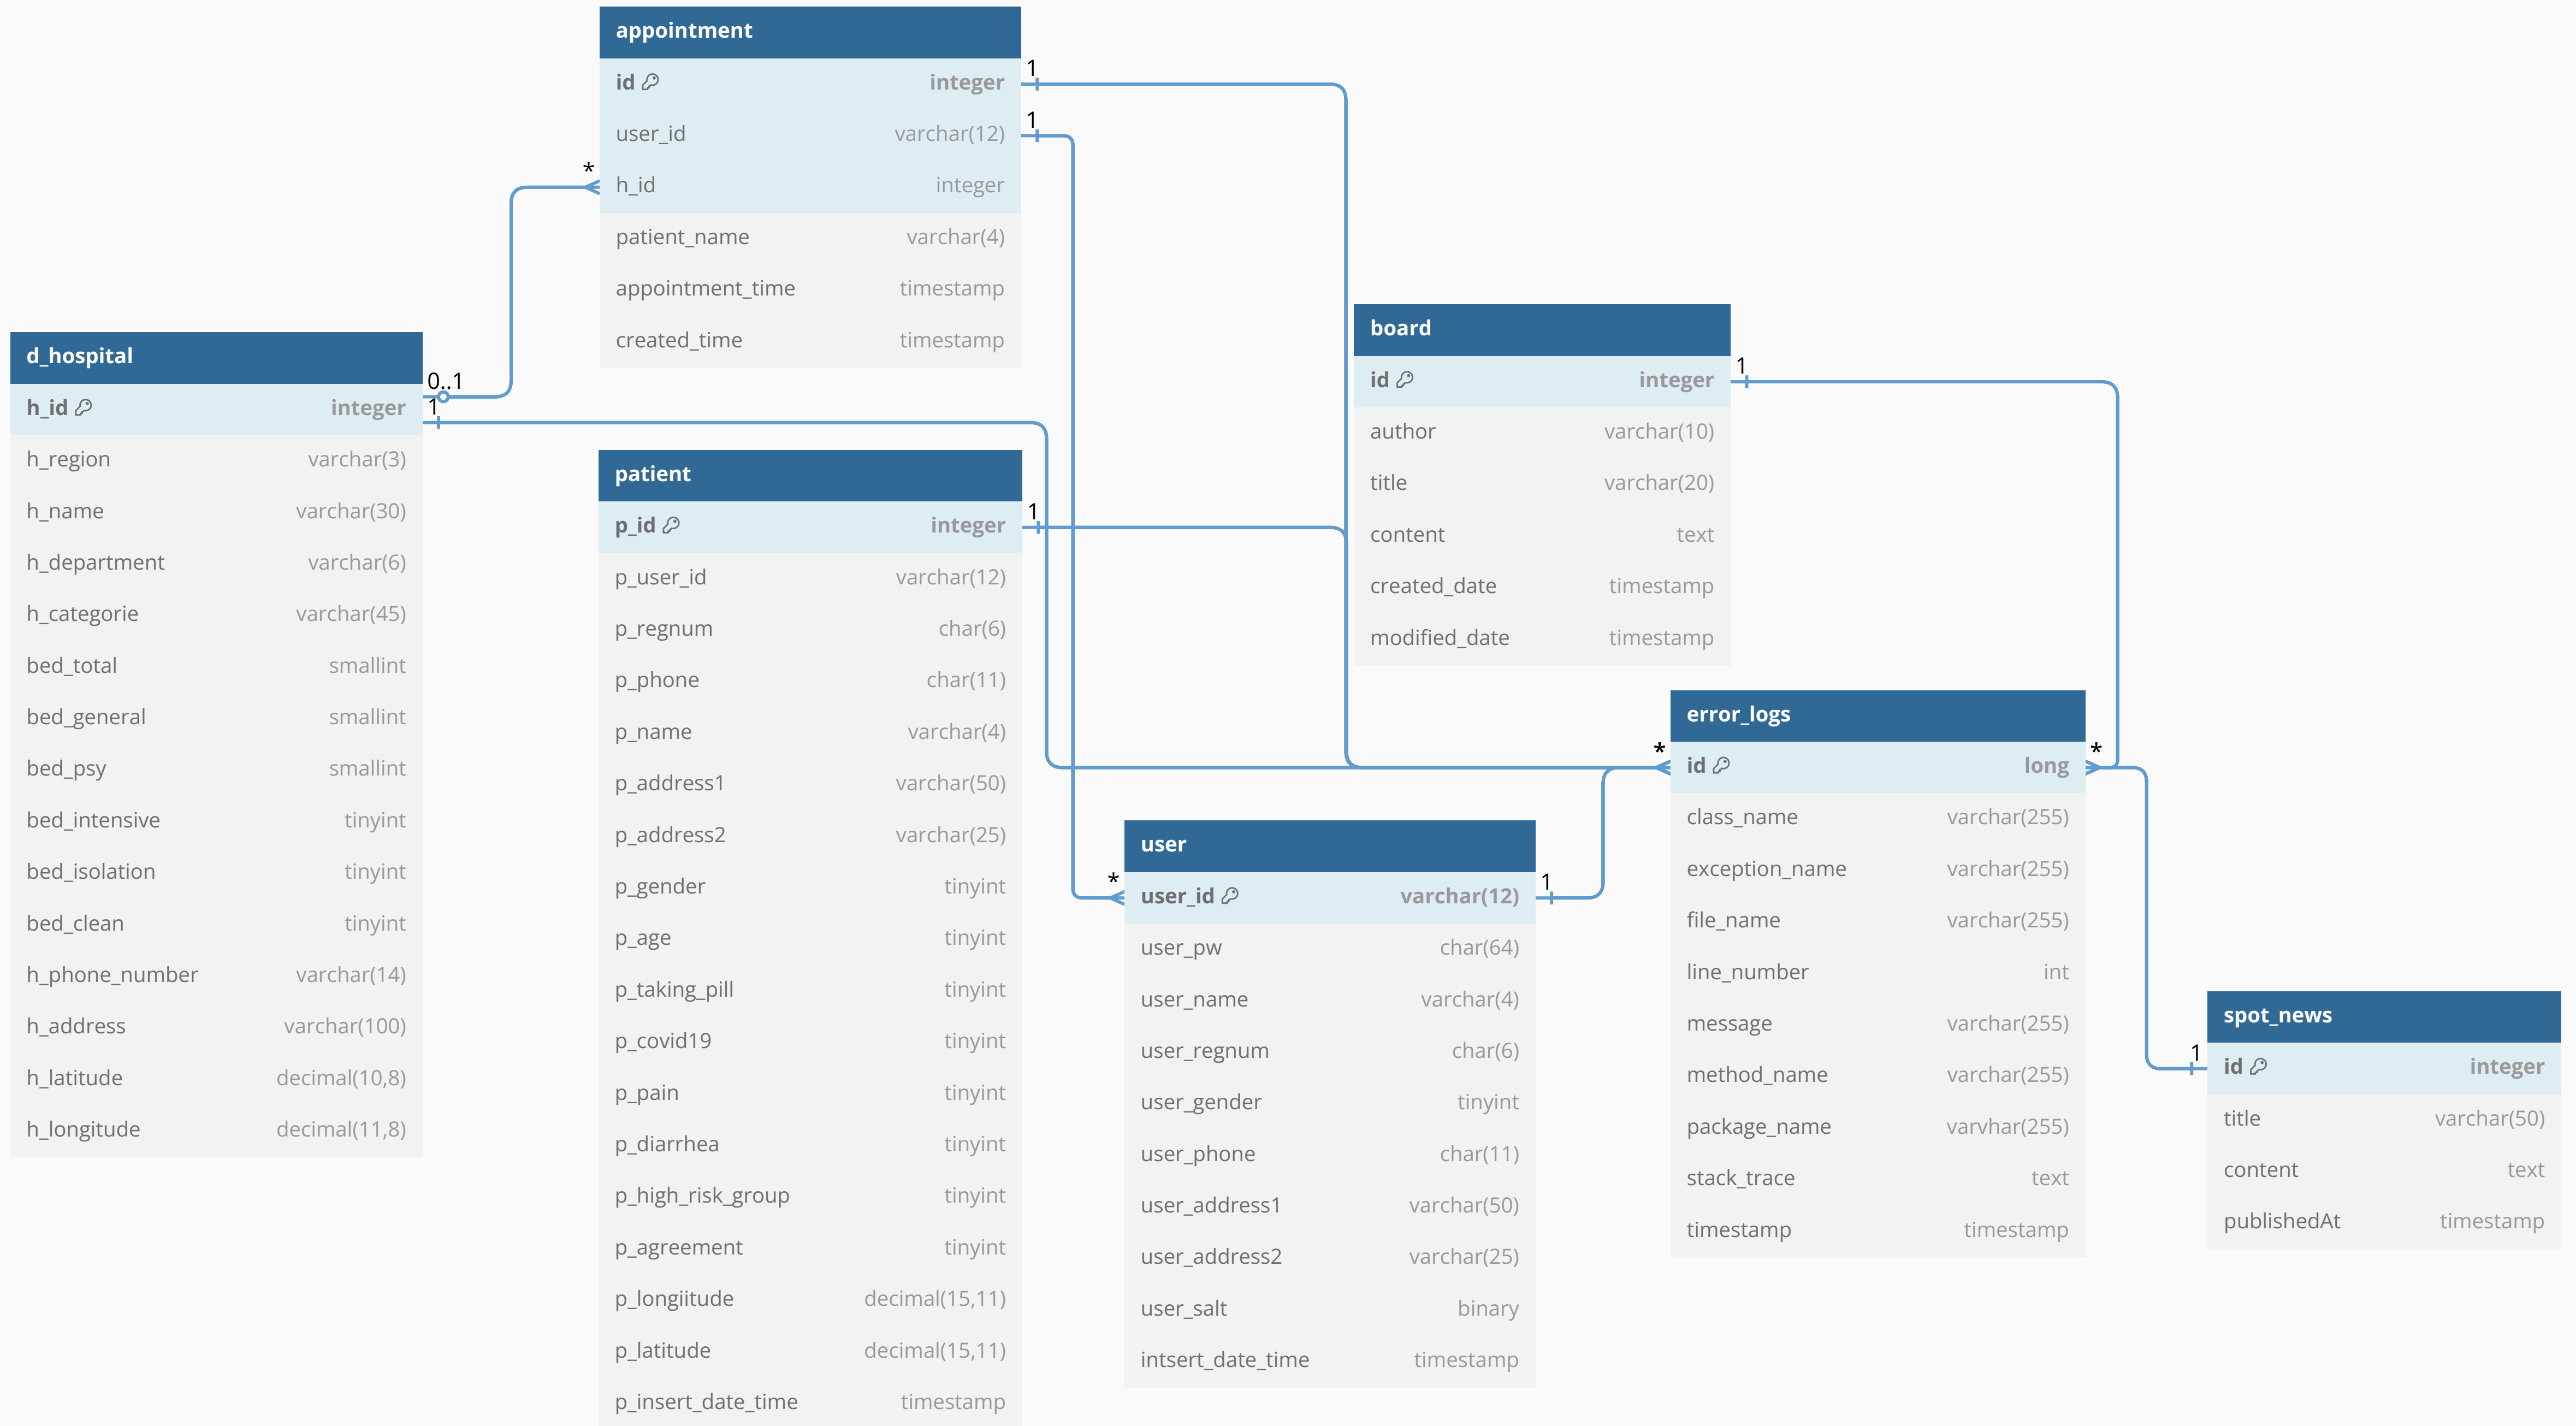 appointment
id integer
user_id varchar(12)
h_id integer
patient_name varchar(4)
appointment_time timestamp
created_time timestamp
1
1
*
d_hospital
h_id integer
h_region varchar(3)
h_name varchar(30)
h_department varchar(6)
h_categorie varchar(45)
bed_total smallint
bed_general smallint
bed_psy smallint
bed_intensive tinyint
bed_isolation tinyint
bed_clean tinyint
h_phone_number varchar(14)
h_address varchar(100)
h_latitude decimal(10,8)
h_longitude decimal(11,8)
0..1
1
patient
p_id integer
p_user_id varchar(12)
p_regnum char(6)
p_phone char(11)
p_name varchar(4)
p_address1 varchar(50)
p_address2 varchar(25)
p_gender tinyint
p_age tinyint
p_taking_pill tinyint
p_covid19 tinyint
p_pain tinyint
p_diarrhea tinyint
p_high_risk_group tinyint
p_agreement tinyint
p_longiitude decimal(15,11)
p_latitude decimal(15,11)
p_insert_date_time timestamp
1
board
id integer
author varchar(10)
title varchar(20)
content text
created_date timestamp
modified_date timestamp
1
user
user_id varchar(12)
user_pw char(64)
user_name varchar(4)
user_regnum char(6)
user_gender tinyint
user_phone char(11)
user_address1 varchar(50)
user_address2 varchar(25)
user_salt binary
intsert_date_time timestamp
*
1
error_logs
id long
class_name varchar(255)
exception_name varchar(255)
file_name varchar(255)
line_number int
message varchar(255)
method_name varchar(255)
package_name varvhar(255)
stack_trace text
timestamp timestamp
*
*
spot_news
id integer
title varchar(50)
content text
publishedAt timestamp
1